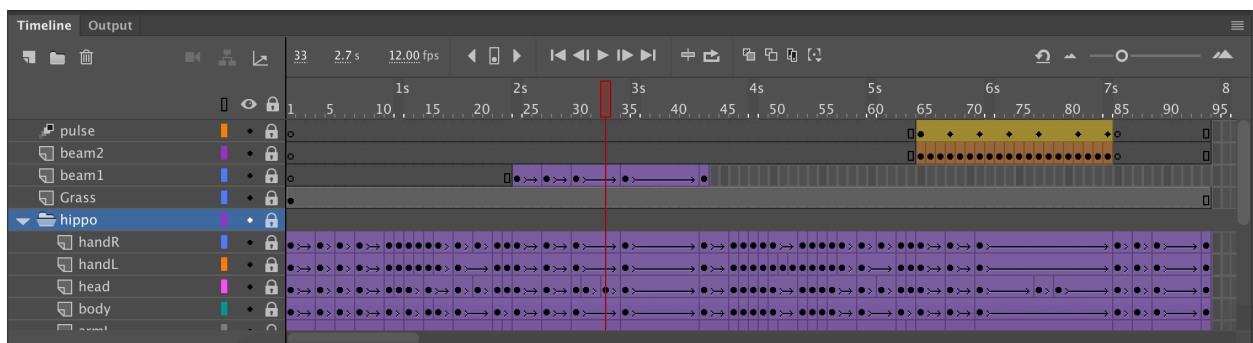 Timeline Output
33 2.7 s 12.00 fps
1s 2s 3s 4s 5s 6s 7s 8
1 5 10 15 20 25 30 35 40 45 50 55 60 65 70 75 80 85 90 95
pulse
beam2
beam1
Grass
hippo
handR
handL
head
body